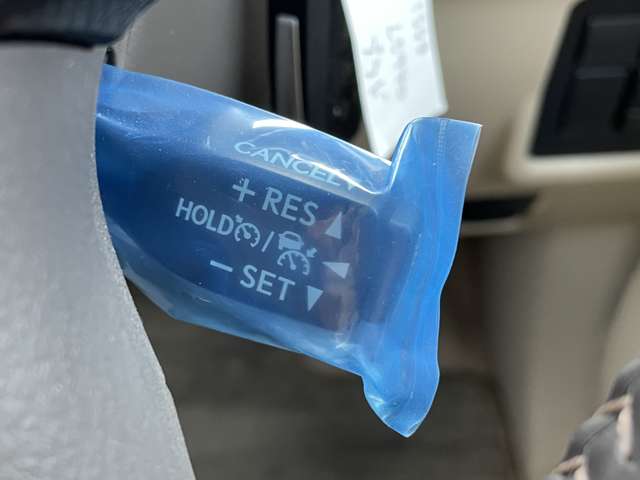 CANCEL
+ RES ▲
HOLD / ◀
− SET ▼